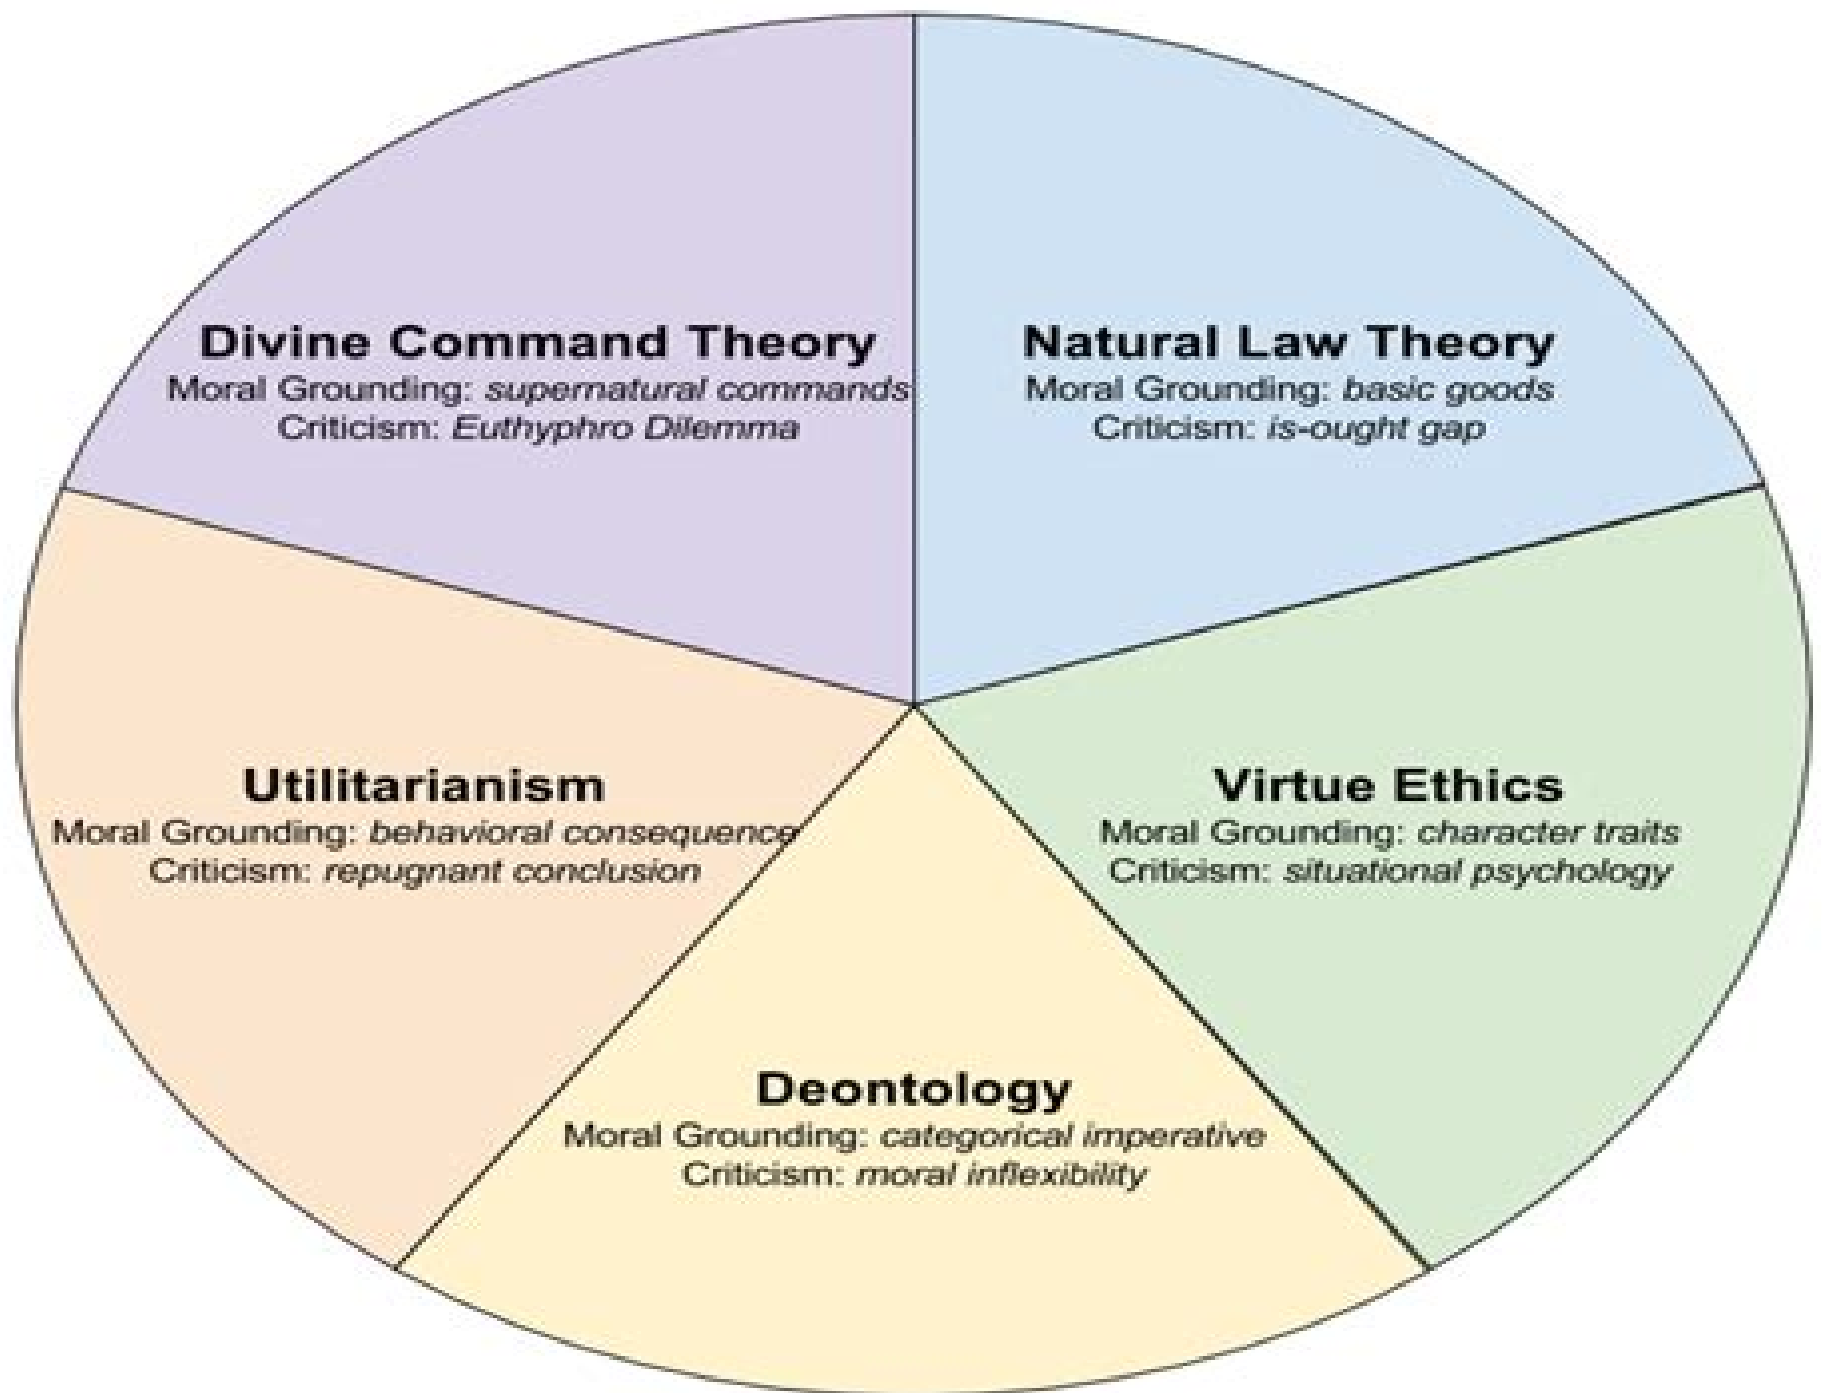 Divine Command Theory
Moral Grounding: supernatural commands
Criticism: Euthyphro Dilemma
Natural Law Theory
Moral Grounding: basic goods
Criticism: is-ought gap
Utilitarianism
Moral Grounding: behavioral consequence
Criticism: repugnant conclusion
Virtue Ethics
Moral Grounding: character traits
Criticism: situational psychology
Deontology
Moral Grounding: categorical imperative
Criticism: moral inflexibility